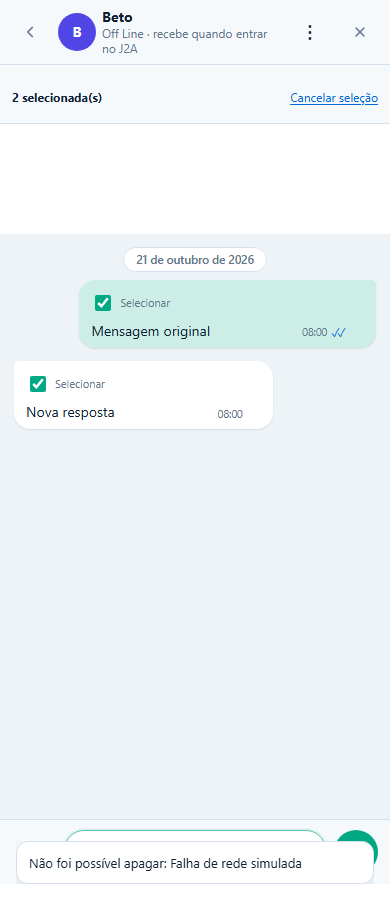 B
Beto
Off Line · recebe quando entrar
no J2A
2 selecionada(s)
Cancelar seleção
21 de outubro de 2026
Selecionar
Mensagem original
08:00
Selecionar
Nova resposta
08:00
Não foi possível apagar: Falha de rede simulada